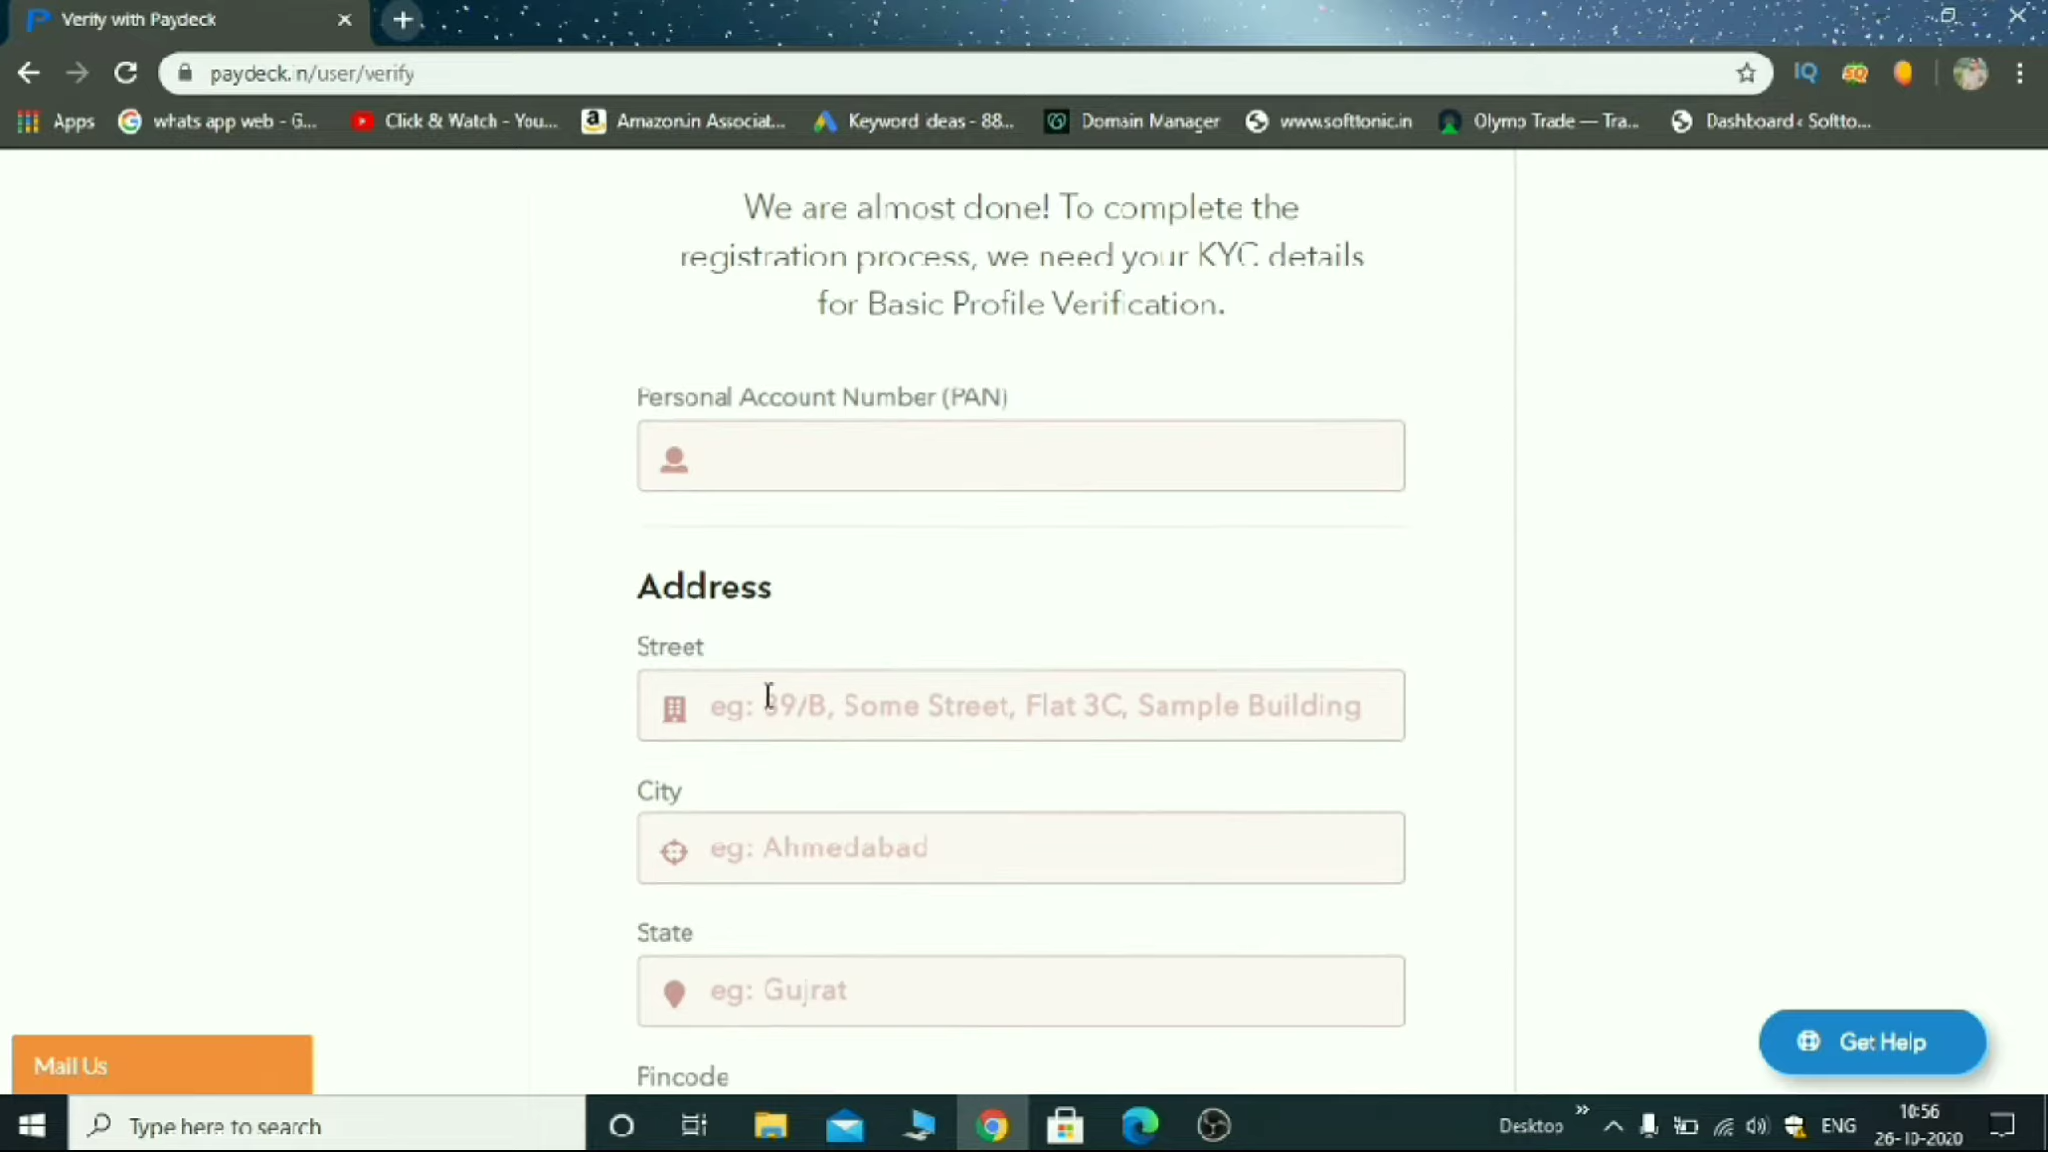 Verify with Paydeck
paydeck.in/user/verify
Apps
whats app web - G...
Click & Watch - You...
Amazon.in Associat...
Keyword ideas - 88...
Domain Manager
www.softtonic.in
Olymp Trade — Tra...
Dashboard ‹ Softto...
We are almost done! To complete the
registration process, we need your KYC details
for Basic Profile Verification.
Personal Account Number (PAN)
Address
Street
eg: 39/B, Some Street, Flat 3C, Sample Building
City
eg: Ahmedabad
State
eg: Gujrat
Pincode
Mail Us
Get Help
Type here to search
Desktop
ENG
10:56
26-10-2020